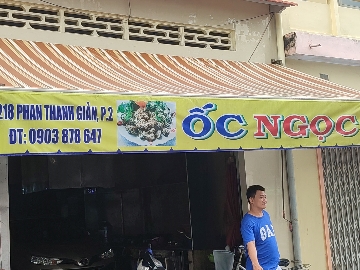 218 PHAN THANH GIẢN, P.2
ĐT: 0903 878 647
ỐC NGỌC